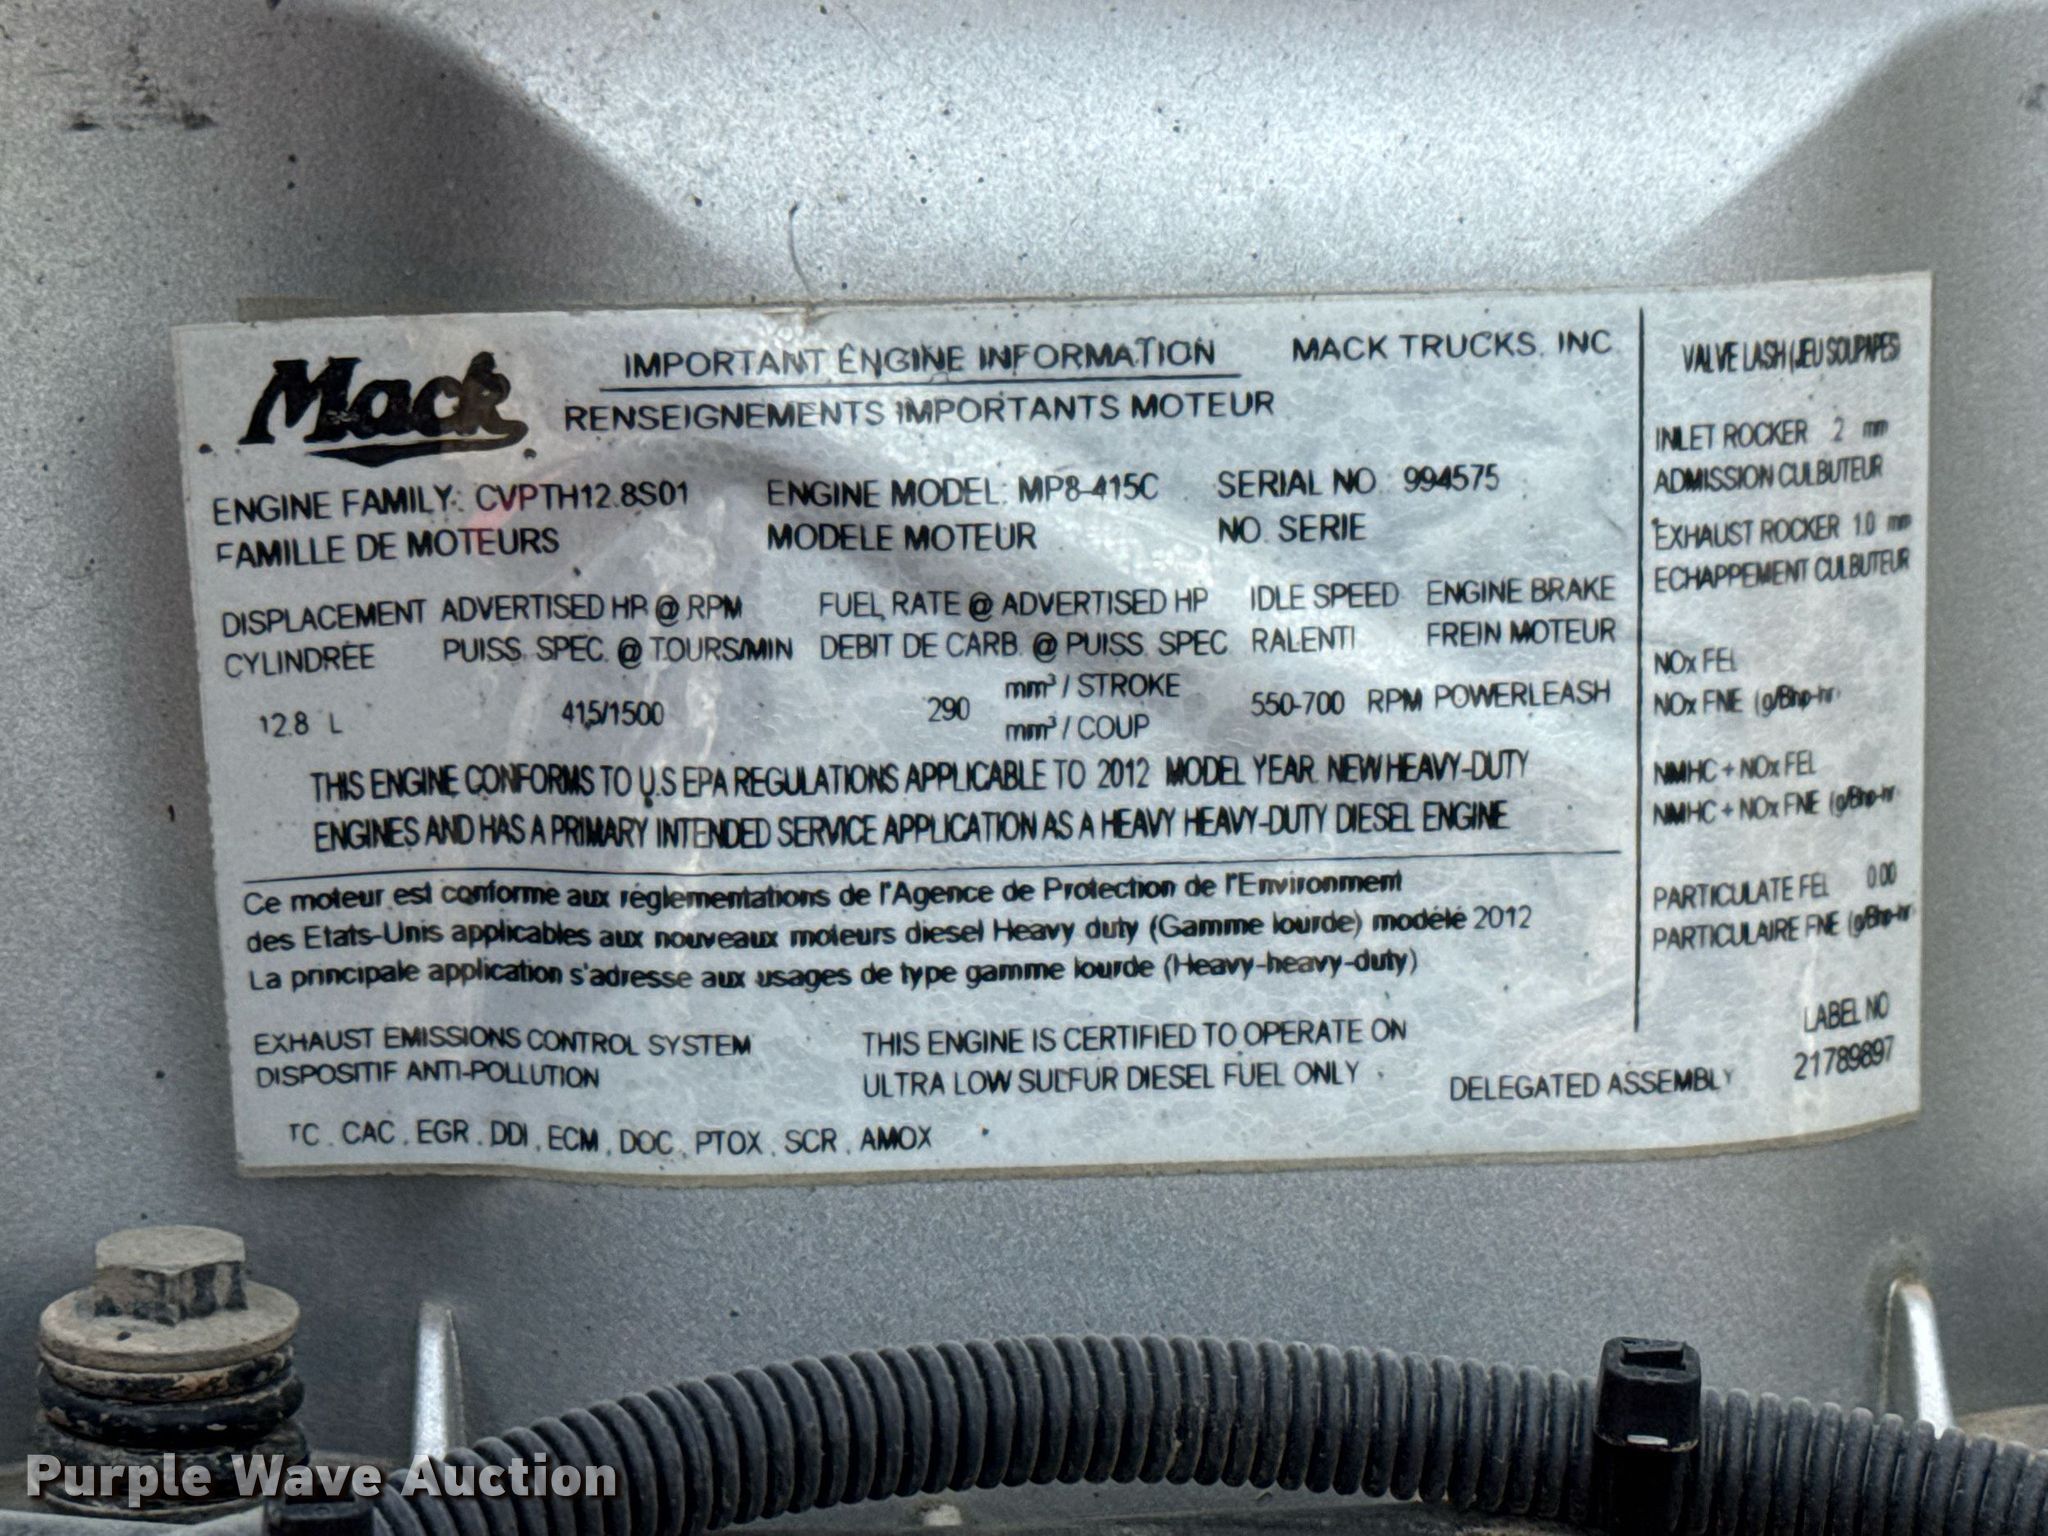 Mack
IMPORTANT ENGINE INFORMATION MACK TRUCKS, INC
RENSEIGNEMENTS IMPORTANTS MOTEUR
ENGINE FAMILY: CVPTH12.8S01 ENGINE MODEL: MP8-415C SERIAL NO. 994575
FAMILLE DE MOTEURS MODELE MOTEUR NO. SERIE
DISPLACEMENT ADVERTISED HP @ RPM FUEL RATE @ ADVERTISED HP IDLE SPEED ENGINE BRAKE
CYLINDRÉE PUISS. SPEC. @ TOURS/MIN DEBIT DE CARB. @ PUISS. SPEC RALENTI FREIN MOTEUR
12.8 L 415/1500 290 mm³ / STROKE 550-700 RPM POWERLEASH
mm³ / COUP
THIS ENGINE CONFORMS TO U.S EPA REGULATIONS APPLICABLE TO 2012 MODEL YEAR NEW HEAVY-DUTY
ENGINES AND HAS A PRIMARY INTENDED SERVICE APPLICATION AS A HEAVY HEAVY-DUTY DIESEL ENGINE
Ce moteur est conforme aux réglementations de l'Agence de Protection de l'Environment
des Etats-Unis applicables aux nouveaux moteurs diesel Heavy duty (Gamme lourde) modélé 2012
La principale application s'adresse aux usages de type gamme lourde (Heavy-heavy-duty)
EXHAUST EMISSIONS CONTROL SYSTEM THIS ENGINE IS CERTIFIED TO OPERATE ON
DISPOSITIF ANTI-POLLUTION ULTRA LOW SULFUR DIESEL FUEL ONLY
DELEGATED ASSEMBLY
TC , CAC , EGR , DDI , ECM , DOC , PTOX , SCR , AMOX
VALVE LASH (JEU SOUPAPES)
INLET ROCKER 2 mm
ADMISSION CULBUTEUR
EXHAUST ROCKER 1.0 mm
ECHAPPEMENT CULBUTEUR
NOx FEL
NOx FNE (g/Bhp-hr)
NMHC + NOx FEL
NMHC + NOx FNE (g/Bhp-hr
PARTICULATE FEL 0.00
PARTICULAIRE FNE (g/Bhp-hr)
LABEL NO
21789897
Purple Wave Auction